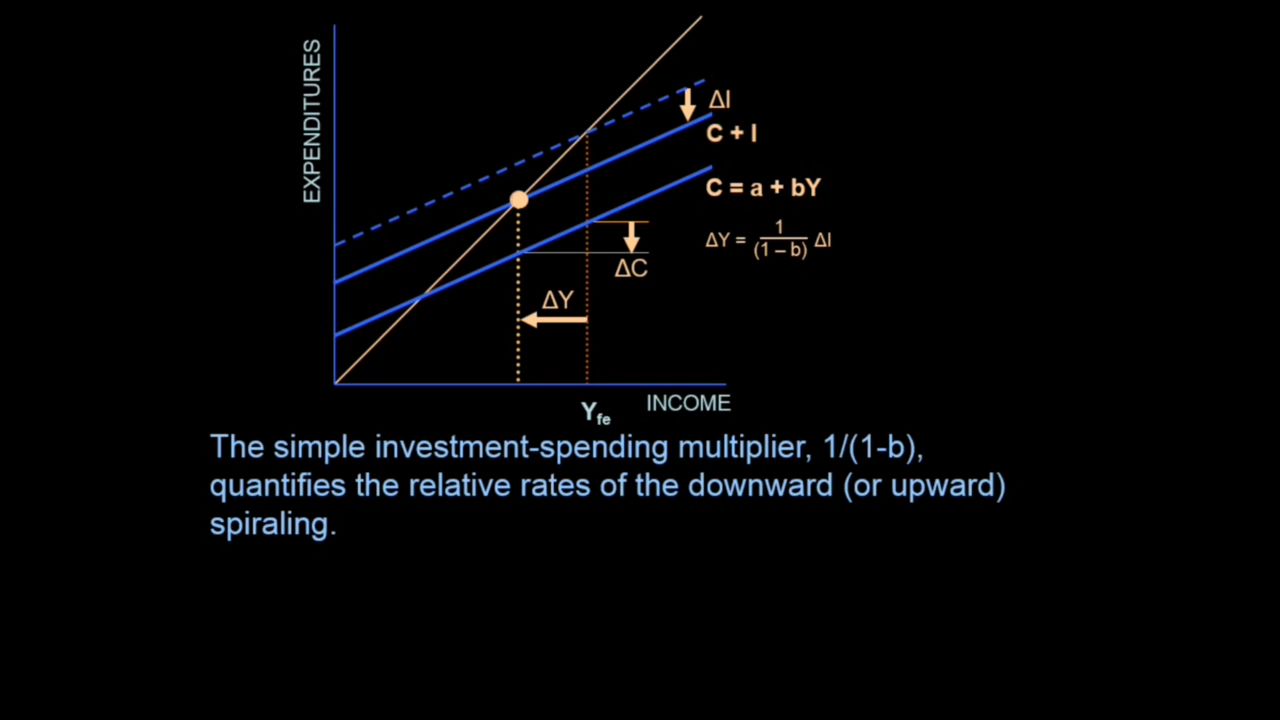 EXPENDITURES
ΔI
C + I
C = a + bY
ΔY = 1/(1 – b) ΔI
ΔC
ΔY
Yfe
INCOME
The simple investment-spending multiplier, 1/(1-b),
quantifies the relative rates of the downward (or upward)
spiraling.